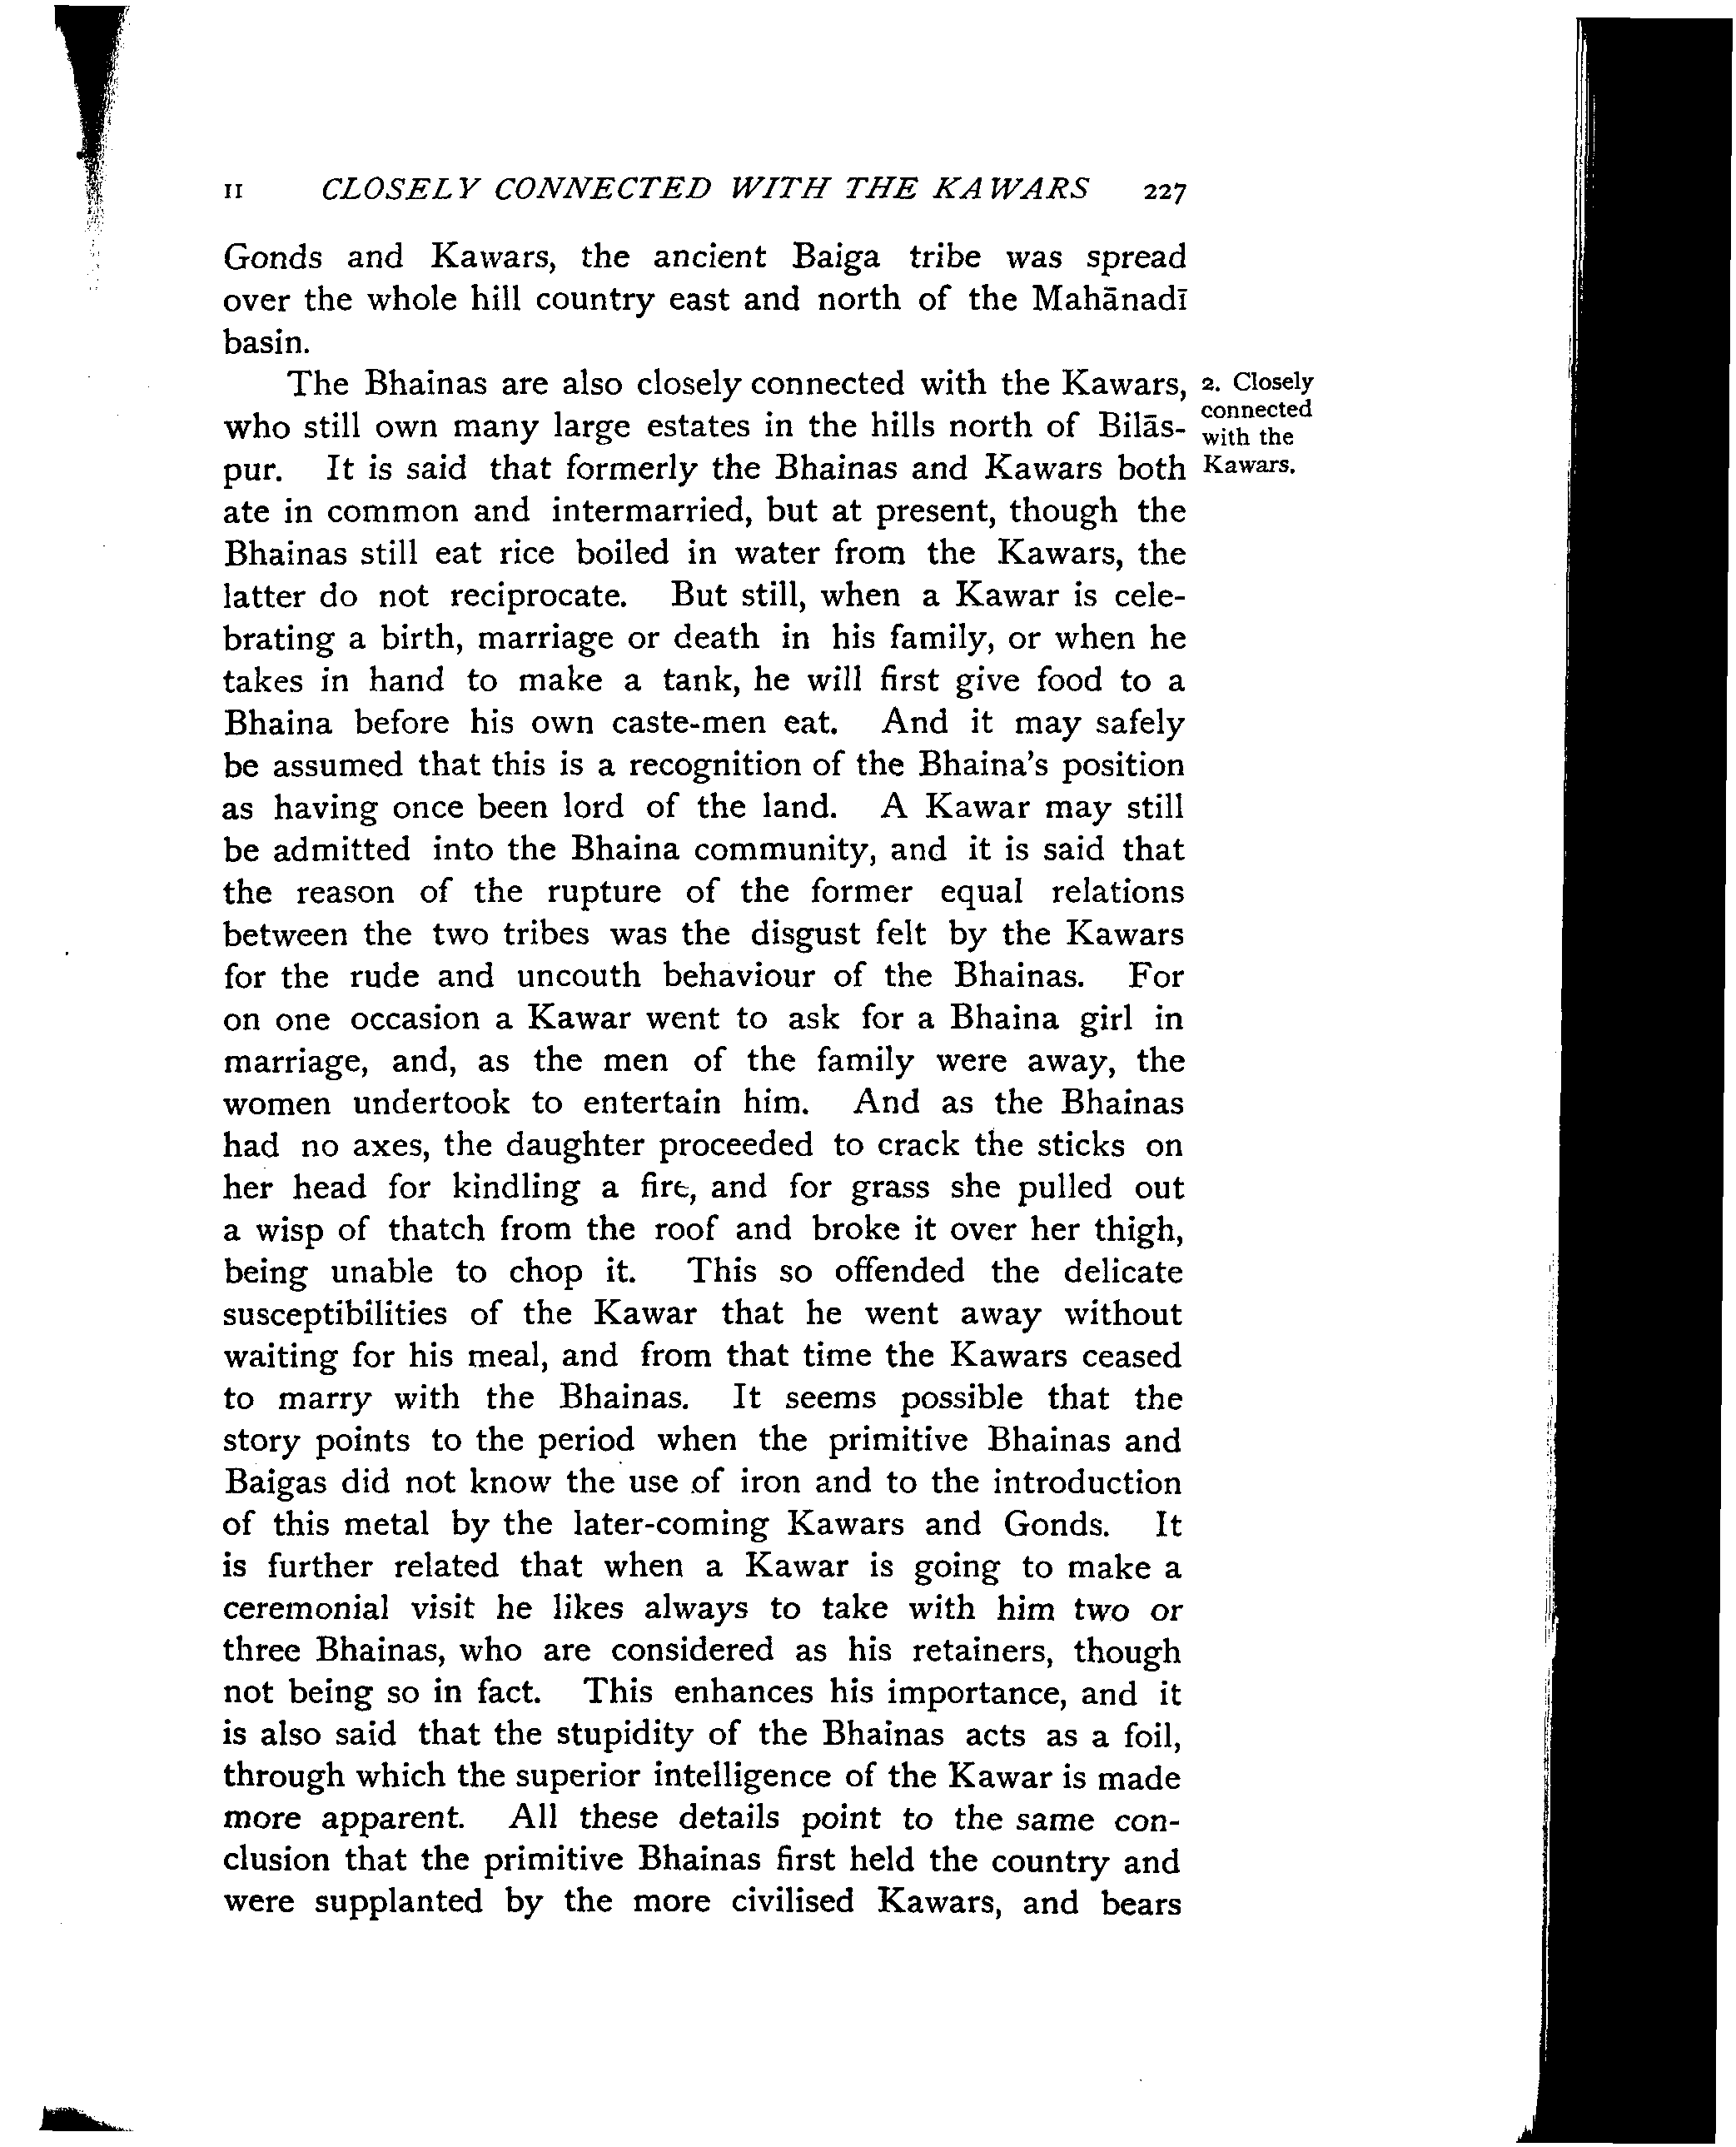 II CLOSELY CONNECTED WITH THE KAWARS 227
Gonds and Kawars, the ancient Baiga tribe was spread
over the whole hill country east and north of the Mahānadī
basin.
The Bhainas are also closely connected with the Kawars,
who still own many large estates in the hills north of Bilās-
pur. It is said that formerly the Bhainas and Kawars both
ate in common and intermarried, but at present, though the
Bhainas still eat rice boiled in water from the Kawars, the
latter do not reciprocate. But still, when a Kawar is cele-
brating a birth, marriage or death in his family, or when he
takes in hand to make a tank, he will first give food to a
Bhaina before his own caste-men eat. And it may safely
be assumed that this is a recognition of the Bhaina's position
as having once been lord of the land. A Kawar may still
be admitted into the Bhaina community, and it is said that
the reason of the rupture of the former equal relations
between the two tribes was the disgust felt by the Kawars
for the rude and uncouth behaviour of the Bhainas. For
on one occasion a Kawar went to ask for a Bhaina girl in
marriage, and, as the men of the family were away, the
women undertook to entertain him. And as the Bhainas
had no axes, the daughter proceeded to crack the sticks on
her head for kindling a fire, and for grass she pulled out
a wisp of thatch from the roof and broke it over her thigh,
being unable to chop it. This so offended the delicate
susceptibilities of the Kawar that he went away without
waiting for his meal, and from that time the Kawars ceased
to marry with the Bhainas. It seems possible that the
story points to the period when the primitive Bhainas and
Baigas did not know the use of iron and to the introduction
of this metal by the later-coming Kawars and Gonds. It
is further related that when a Kawar is going to make a
ceremonial visit he likes always to take with him two or
three Bhainas, who are considered as his retainers, though
not being so in fact. This enhances his importance, and it
is also said that the stupidity of the Bhainas acts as a foil,
through which the superior intelligence of the Kawar is made
more apparent. All these details point to the same con-
clusion that the primitive Bhainas first held the country and
were supplanted by the more civilised Kawars, and bears
2. Closely
connected
with the
Kawars.